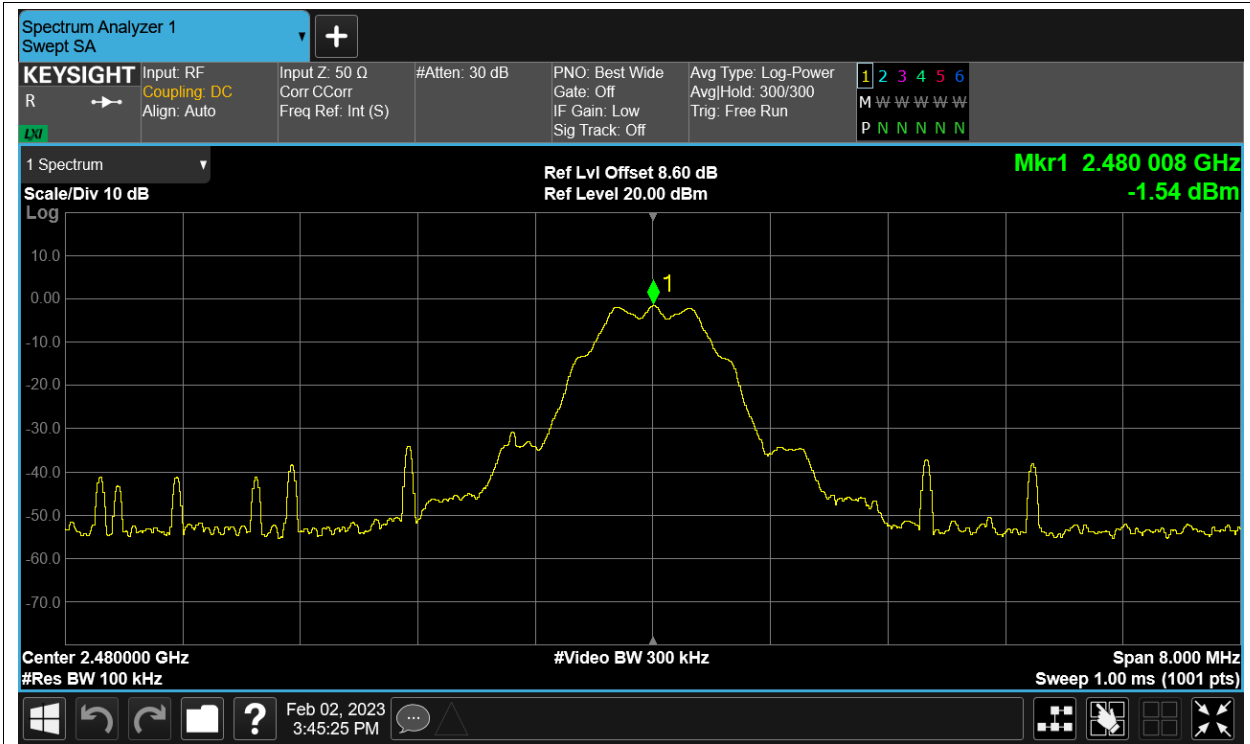 Spectrum Analyzer 1
Swept SA
KEYSIGHT
R
LXI
Input: RF
Coupling: DC
Align: Auto
Input Z: 50 Ω
Corr CCorr
Freq Ref: Int (S)
#Atten: 30 dB
PNO: Best Wide
Gate: Off
IF Gain: Low
Sig Track: Off
Avg Type: Log-Power
Avg|Hold: 300/300
Trig: Free Run
1 2 3 4 5 6
M W W W W W
P N N N N N
1 Spectrum
Scale/Div 10 dB
Ref Lvl Offset 8.60 dB
Ref Level 20.00 dBm
Mkr1 2.480 008 GHz
-1.54 dBm
Log
10.0
0.00
-10.0
-20.0
-30.0
-40.0
-50.0
-60.0
-70.0
1
Center 2.480000 GHz
#Video BW 300 kHz
Span 8.000 MHz
#Res BW 100 kHz
Sweep 1.00 ms (1001 pts)
?
Feb 02, 2023
3:45:25 PM